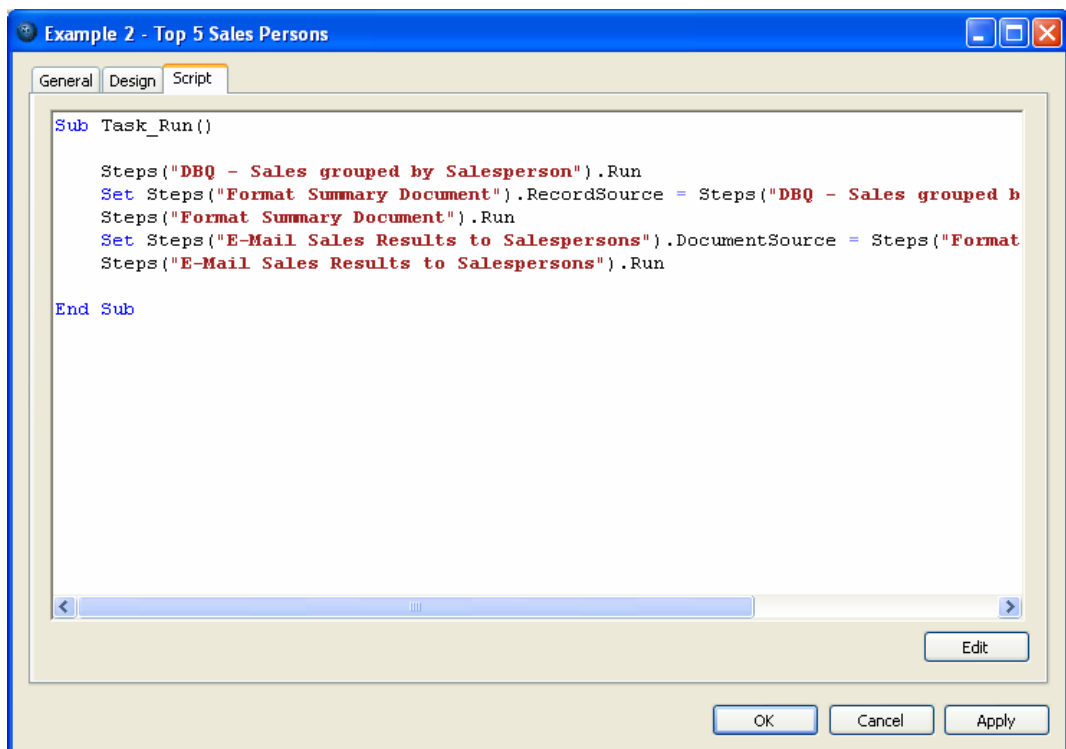 Example 2 - Top 5 Sales Persons
General Design Script
Sub Task_Run()
Steps("DBQ - Sales grouped by Salesperson").Run
Set Steps("Format Summary Document").RecordSource = Steps("DBQ - Sales grouped b
Steps("Format Summary Document").Run
Set Steps("E-Mail Sales Results to Salespersons").DocumentSource = Steps("Format
Steps("E-Mail Sales Results to Salespersons").Run
End Sub
Edit
OK Cancel Apply